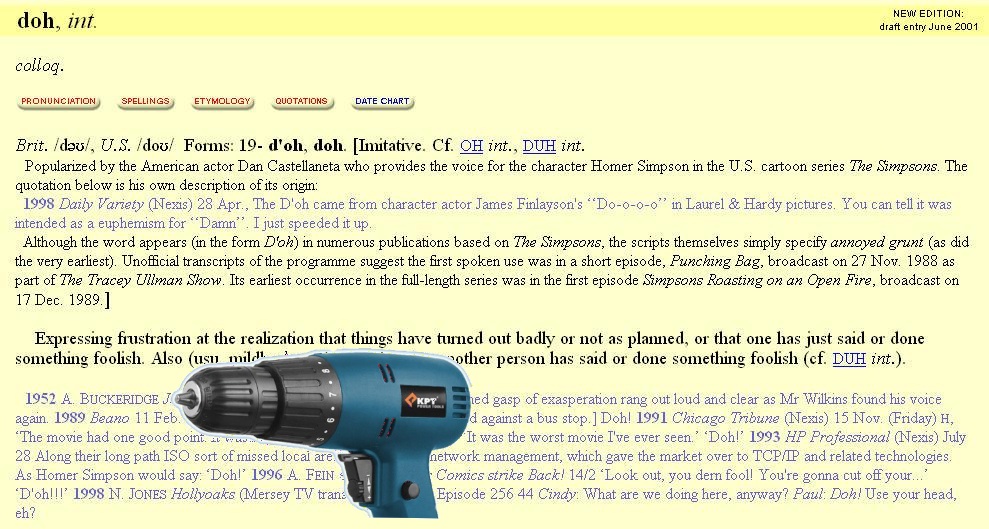 doh, int.
NEW EDITION:
draft entry June 2001
colloq.
PRONUNCIATION SPELLINGS ETYMOLOGY QUOTATIONS DATE CHART
Brit. /dəʊ/, U.S. /doʊ/ Forms: 19- d'oh, doh. [Imitative. Cf. OH int., DUH int.
Popularized by the American actor Dan Castellaneta who provides the voice for the character Homer Simpson in the U.S. cartoon series The Simpsons. The
quotation below is his own description of its origin:
1998 Daily Variety (Nexis) 28 Apr., The D'oh came from character actor James Finlayson's ‘‘Do-o-o-o’’ in Laurel & Hardy pictures. You can tell it was
intended as a euphemism for ‘‘Damn’’. I just speeded it up.
Although the word appears (in the form D'oh) in numerous publications based on The Simpsons, the scripts themselves simply specify annoyed grunt (as did
the very earliest). Unofficial transcripts of the programme suggest the first spoken use was in a short episode, Punching Bag, broadcast on 27 Nov. 1988 as
part of The Tracey Ullman Show. Its earliest occurrence in the full-length series was in the first episode Simpsons Roasting on an Open Fire, broadcast on
17 Dec. 1989.]
Expressing frustration at the realization that things have turned out badly or not as planned, or that one has just said or done
something foolish. Also (usu. another person has said or done something foolish (cf. DUH int.).
1952 A. BUCKERIDGE gasp of exasperation rang out loud and clear as Mr Wilkins found his voice
again. 1989 Beano 11 Feb. against a bus stop.] Doh! 1991 Chicago Tribune (Nexis) 15 Nov. (Friday) H,
‘The movie had one good point. ‘It was the worst movie I've ever seen.’ ‘Doh!’ 1993 HP Professional (Nexis) July
28 Along their long path ISO sort of missed local network management, which gave the market over to TCP/IP and related technologies.
As Homer Simpson would say: ‘Doh!’ 1996 A. FEIN Comics strike Back! 14/2 ‘Look out, you dern fool! You're gonna cut off your...’
‘D'oh!!!’ 1998 N. JONES Hollyoaks (Mersey TV Episode 256 44 Cindy: What are we doing here, anyway? Paul: Doh! Use your head,
eh?
KPT
POWER TOOLS